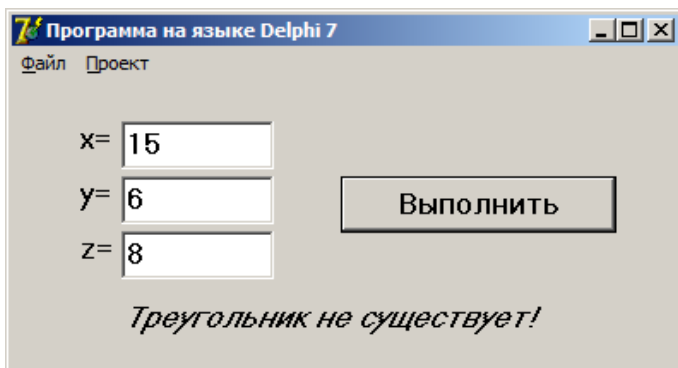 Программа на языке Delphi 7
Файл Проект
x= 15
y= 6
z= 8
Выполнить
Треугольник не существует!